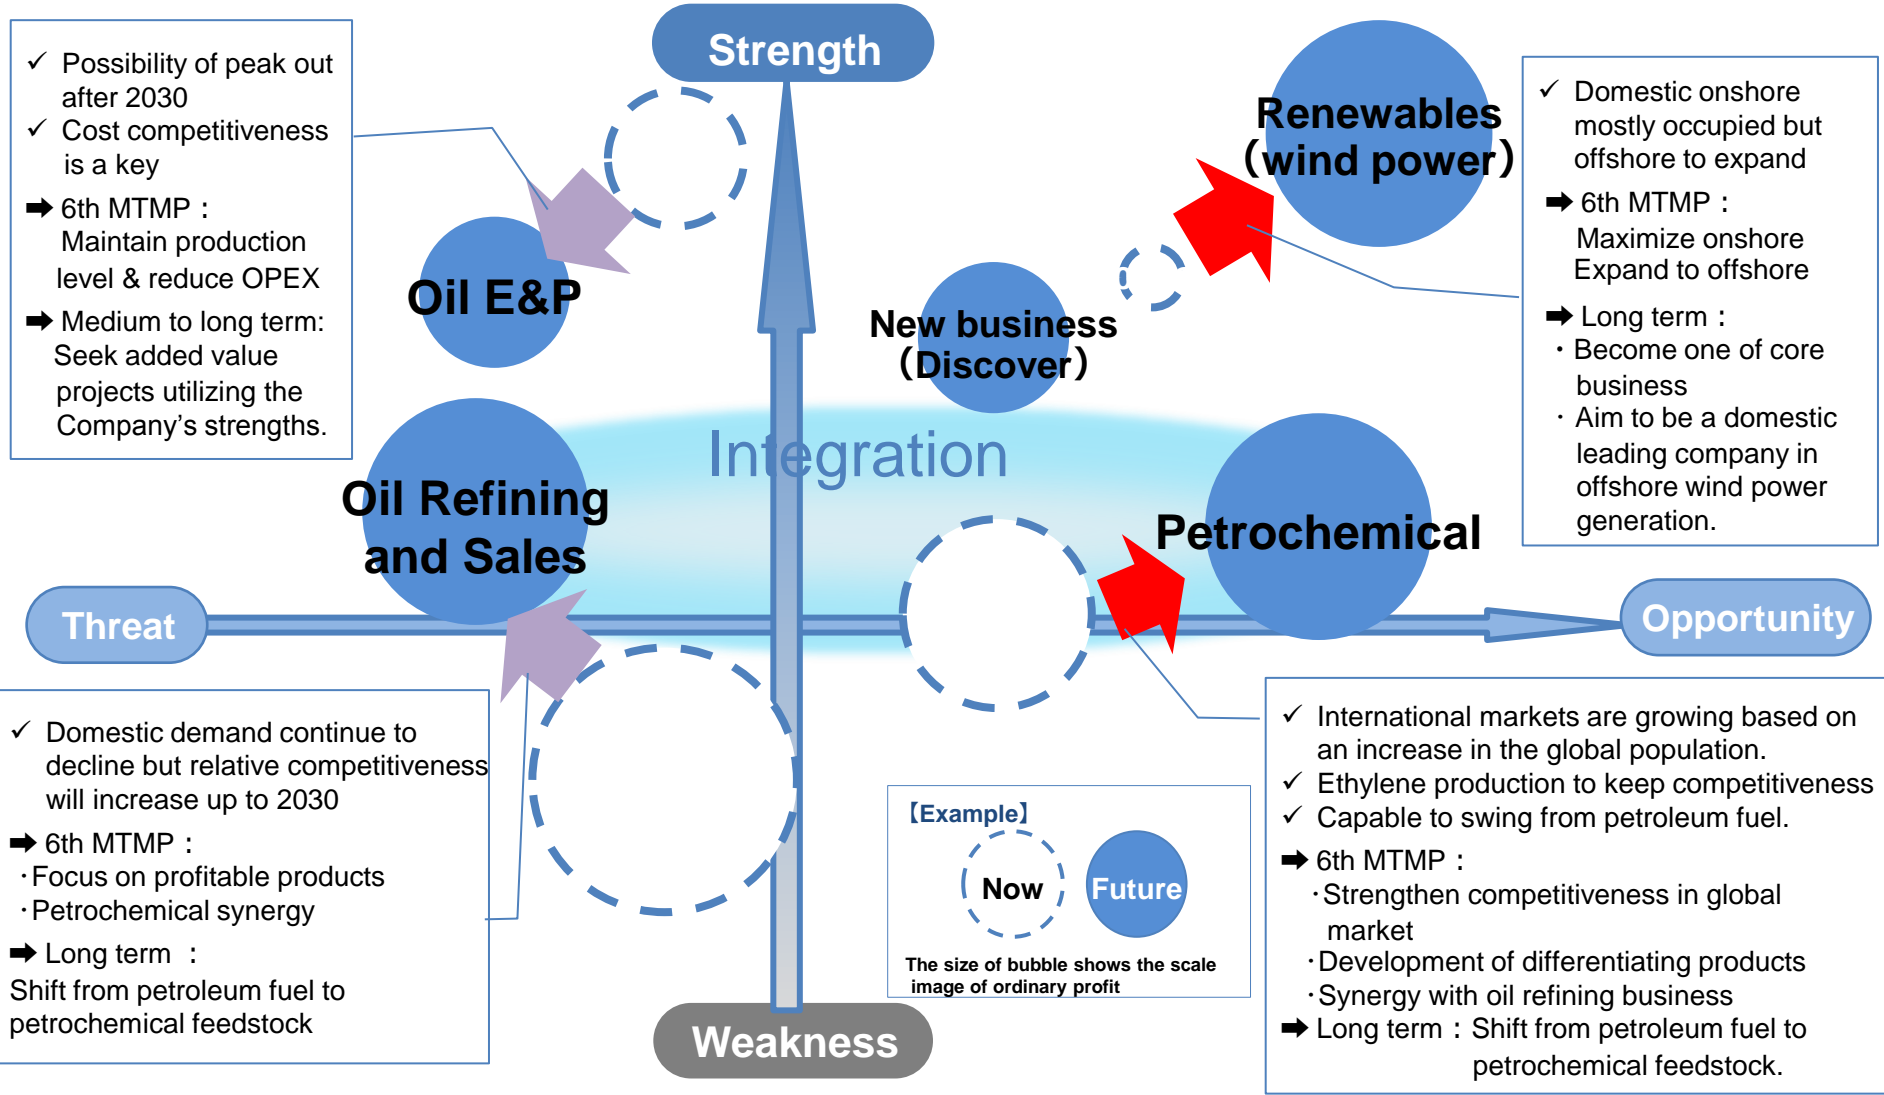 Strength
✓ Possibility of peak out
after 2030
✓ Cost competitiveness
is a key
➡ 6th MTMP：
Maintain production
level & reduce OPEX
➡ Medium to long term:
Seek added value
projects utilizing the
Company’s strengths.
Oil E&P
New business
（Discover）
Renewables
（wind power）
✓ Domestic onshore
mostly occupied but
offshore to expand
➡ 6th MTMP：
Maximize onshore
Expand to offshore
➡ Long term：
・Become one of core
business
・Aim to be a domestic
leading company in
offshore wind power
generation.
Integration
Oil Refining
and Sales
Petrochemical
Threat
Opportunity
✓ Domestic demand continue to
decline but relative competitiveness
will increase up to 2030
➡ 6th MTMP：
・Focus on profitable products
・Petrochemical synergy
➡ Long term ：
Shift from petroleum fuel to
petrochemical feedstock
【Example】
Now
Future
The size of bubble shows the scale
image of ordinary profit
✓ International markets are growing based on
an increase in the global population.
✓ Ethylene production to keep competitiveness
✓ Capable to swing from petroleum fuel.
➡ 6th MTMP：
・Strengthen competitiveness in global
market
・Development of differentiating products
・Synergy with oil refining business
➡ Long term：Shift from petroleum fuel to
petrochemical feedstock.
Weakness